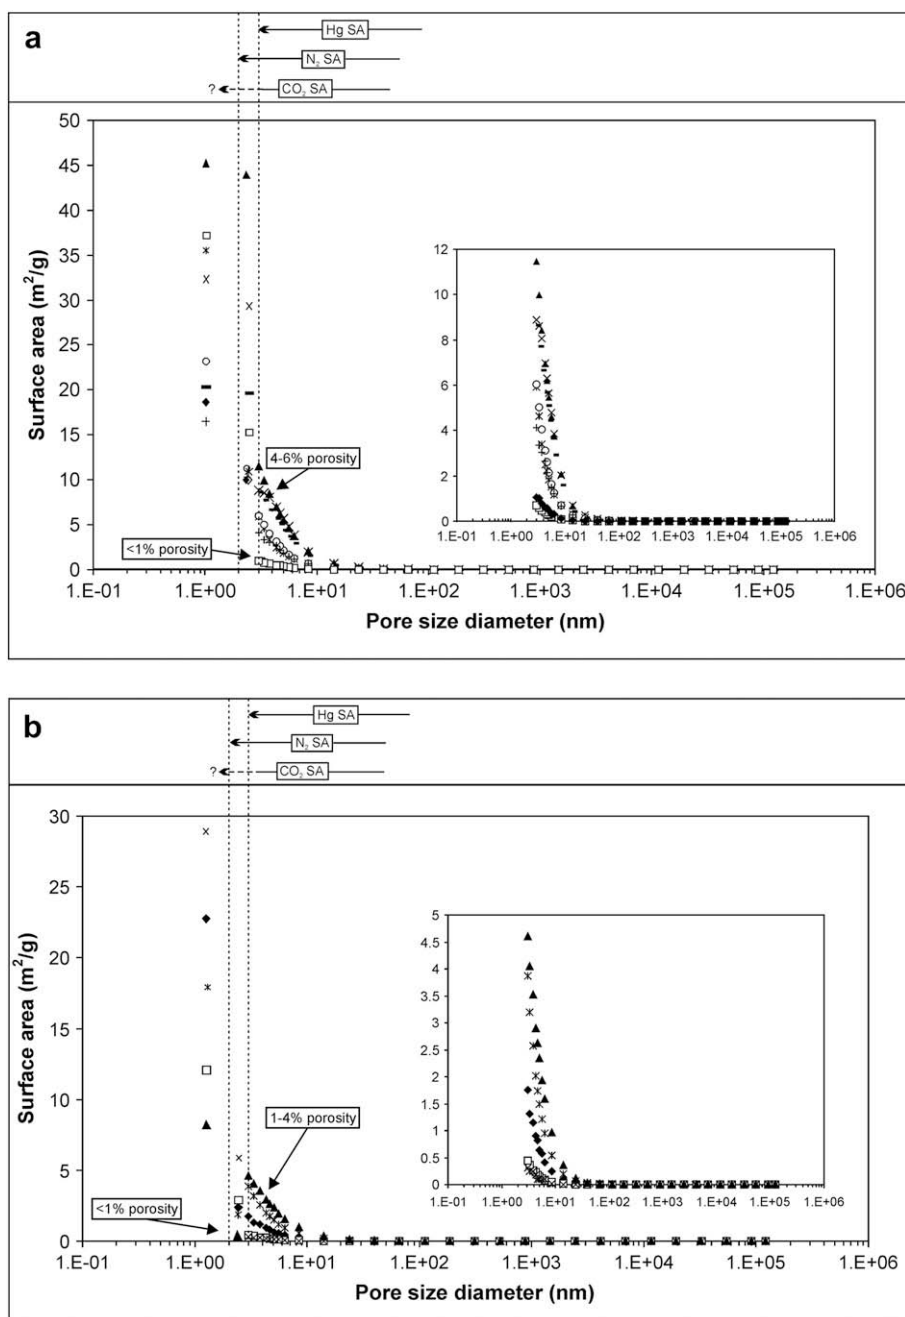 a
Hg SA
N₂ SA
? CO₂ SA
50
45
40
35
30
25
20
15
10
5
0
Surface area (m²/g)
12
10
8
6
4
2
0
1.E-01 1.E+00 1.E+01 1.E+02 1.E+03 1.E+04 1.E+05 1.E+06
4-6% porosity
<1% porosity
1.E-01 1.E+00 1.E+01 1.E+02 1.E+03 1.E+04 1.E+05 1.E+06
Pore size diameter (nm)
b
Hg SA
N₂ SA
? CO₂ SA
30
25
20
15
10
5
0
Surface area (m²/g)
5
4.5
4
3.5
3
2.5
2
1.5
1
0.5
0
1.E-01 1.E+00 1.E+01 1.E+02 1.E+03 1.E+04 1.E+05 1.E+06
1-4% porosity
<1% porosity
1.E-01 1.E+00 1.E+01 1.E+02 1.E+03 1.E+04 1.E+05 1.E+06
Pore size diameter (nm)